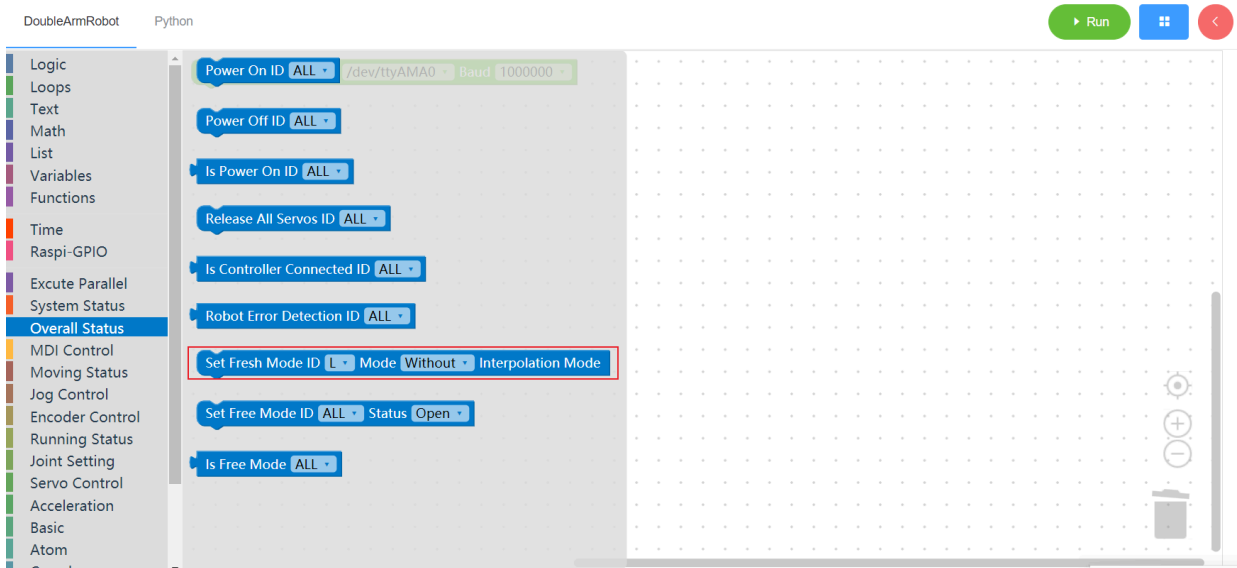 DoubleArmRobot Python Run
Logic
Loops
Text
Math
List
Variables
Functions
Time
Raspi-GPIO
Excute Parallel
System Status
Overall Status
MDI Control
Moving Status
Jog Control
Encoder Control
Running Status
Joint Setting
Servo Control
Acceleration
Basic
Atom
Power On ID ALL /dev/ttyAMA0 Baud 1000000
Power Off ID ALL
Is Power On ID ALL
Release All Servos ID ALL
Is Controller Connected ID ALL
Robot Error Detection ID ALL
Set Fresh Mode ID L Mode Without Interpolation Mode
Set Free Mode ID ALL Status Open
Is Free Mode ALL